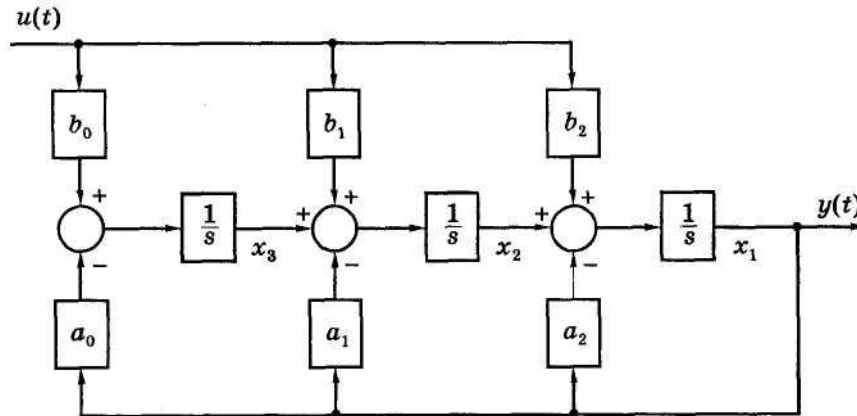 u(t)
b₀ b₁ b₂
+ + +
1/s + 1/s + 1/s y(t)
x₃ x₂ x₁
− − −
a₀ a₁ a₂